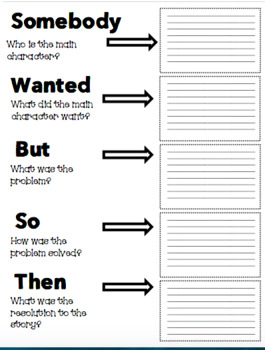 Somebody
Who is the main
character?
Wanted
What did the main
character want?
But
What was the
problem?
So
How was the
problem solved?
Then
What was the
resolution to the
story?